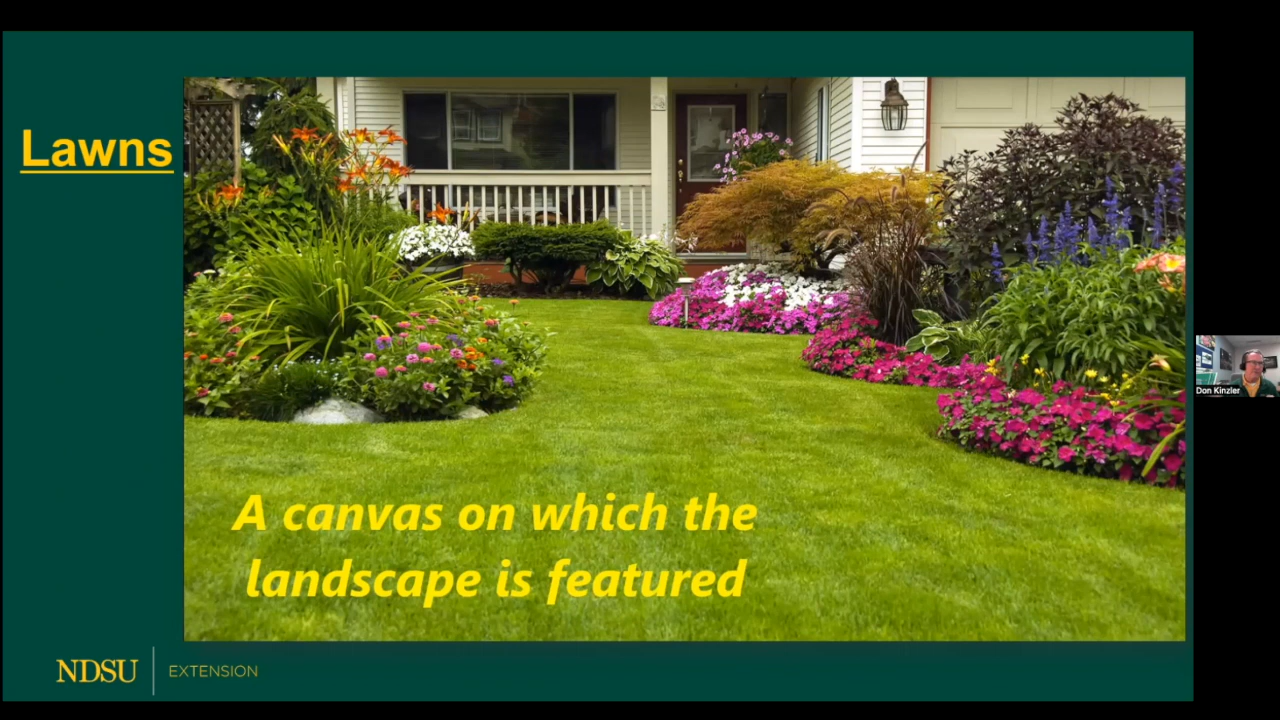 Lawns
A canvas on which the
landscape is featured
NDSU
EXTENSION
Don Kinzler